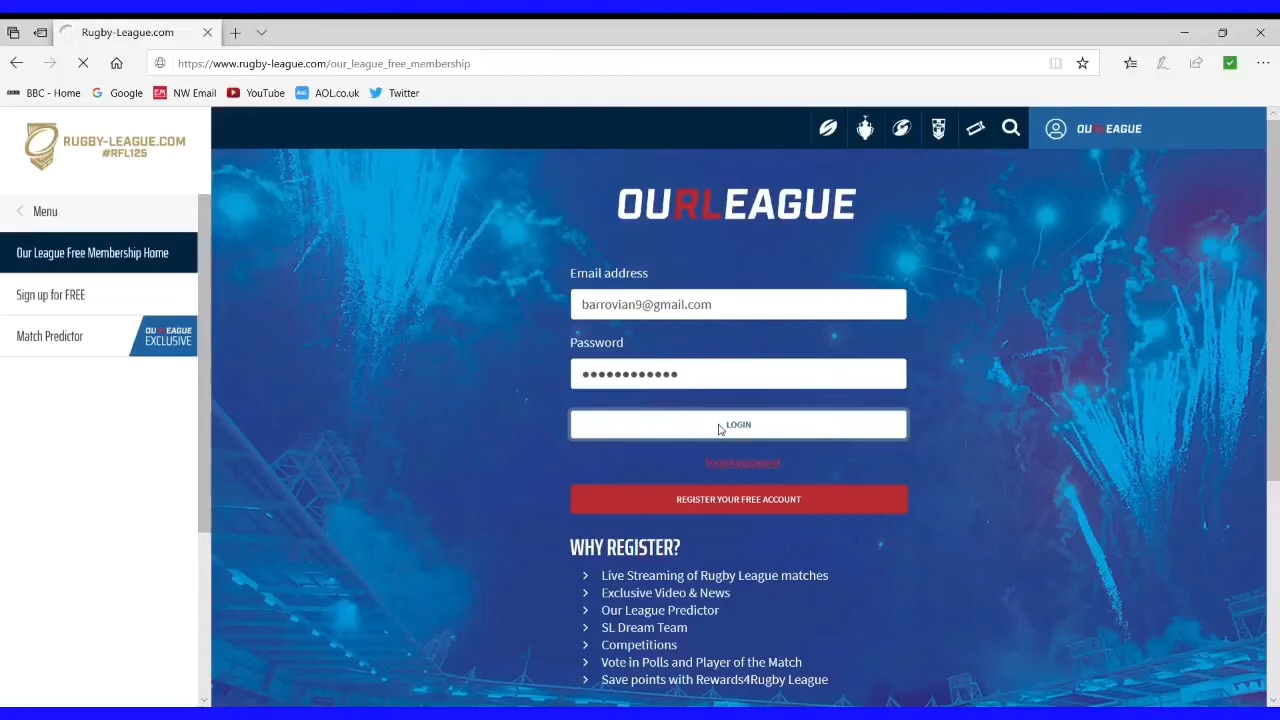 Rugby-League.com
https://www.rugby-league.com/our_league_free_membership
BBC - Home
Google
NW Email
YouTube
AOL.co.uk
Twitter
RUGBY-LEAGUE.COM
#RFL125
OURLEAGUE
Menu
Our League Free Membership Home
Sign up for FREE
Match Predictor
OURLEAGUE
EXCLUSIVE
OURLEAGUE
Email address
barrovian9@gmail.com
Password
LOGIN
Forgot password?
REGISTER YOUR FREE ACCOUNT
WHY REGISTER?
Live Streaming of Rugby League matches
Exclusive Video & News
Our League Predictor
SL Dream Team
Competitions
Vote in Polls and Player of the Match
Save points with Rewards4Rugby League